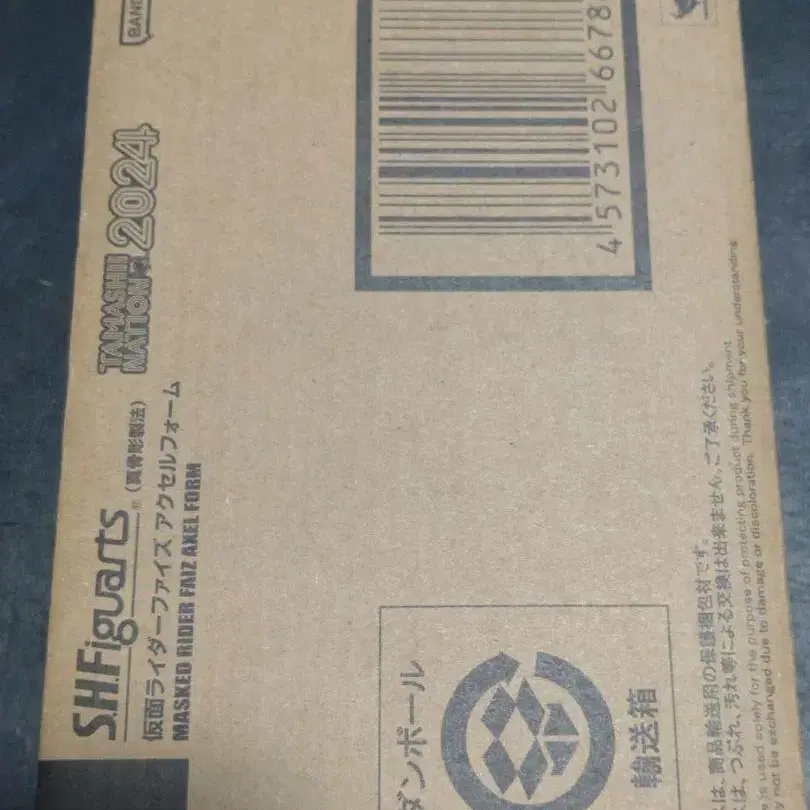 S.H.Figuarts
（真骨彫製法）
TAMASHII
NATION
2024
BAND
仮面ライダーファイズ アクセルフォーム
MASKED RIDER FAIZ AXEL FORM
4 573102 6678
ダンボール
輸送箱
は、商品輸送用の保護梱包材です。
は、つぶれ、汚れ等による交換は出来ません。ご了承ください。
is used solely for the purpose of protecting product during shipment
y not be exchanged due to damage or discoloration. Thank you for your understanding